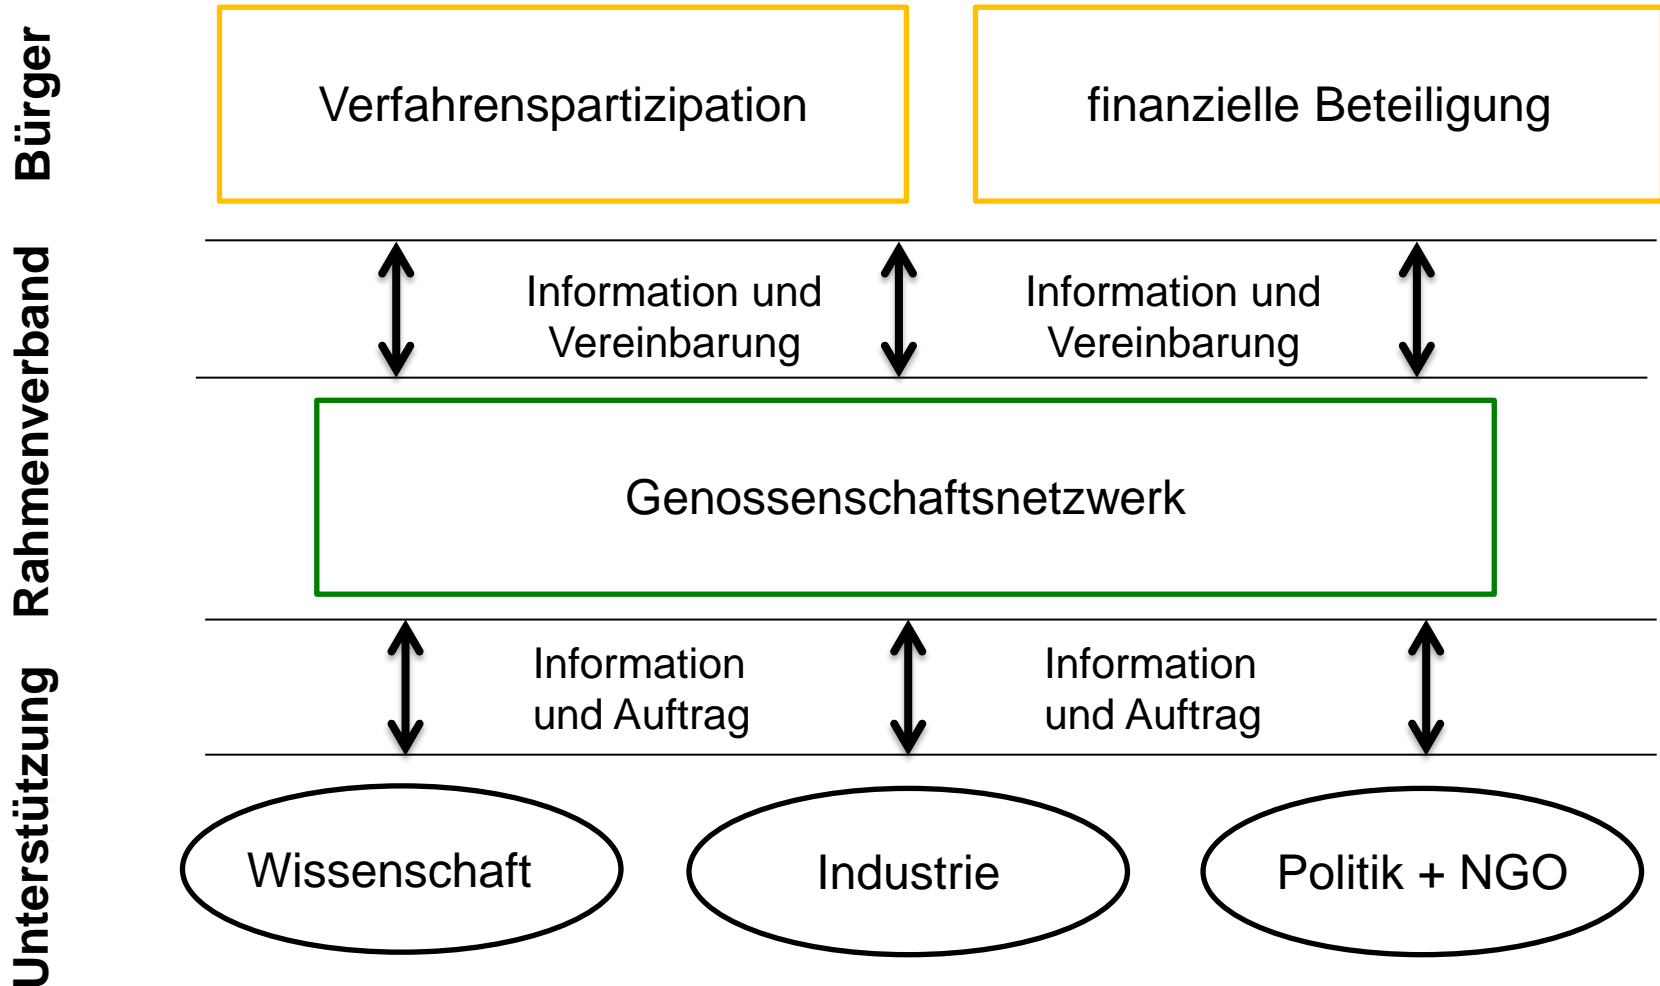 Bürger
Verfahrenspartizipation
finanzielle Beteiligung
Rahmenverband
Information und
Vereinbarung
Information und
Vereinbarung
Genossenschaftsnetzwerk
Unterstützung
Information
und Auftrag
Information
und Auftrag
Wissenschaft
Industrie
Politik + NGO